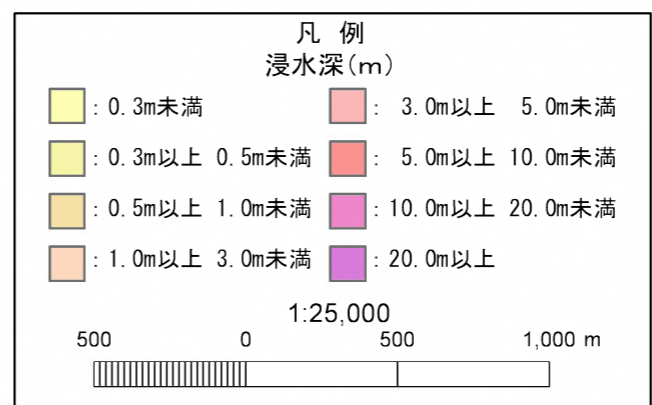 凡 例
浸水深(m)
: 0.3m未満
: 0.3m以上 0.5m未満
: 0.5m以上 1.0m未満
: 1.0m以上 3.0m未満
: 3.0m以上 5.0m未満
: 5.0m以上 10.0m未満
: 10.0m以上 20.0m未満
: 20.0m以上
1:25,000
500 0 500 1,000 m